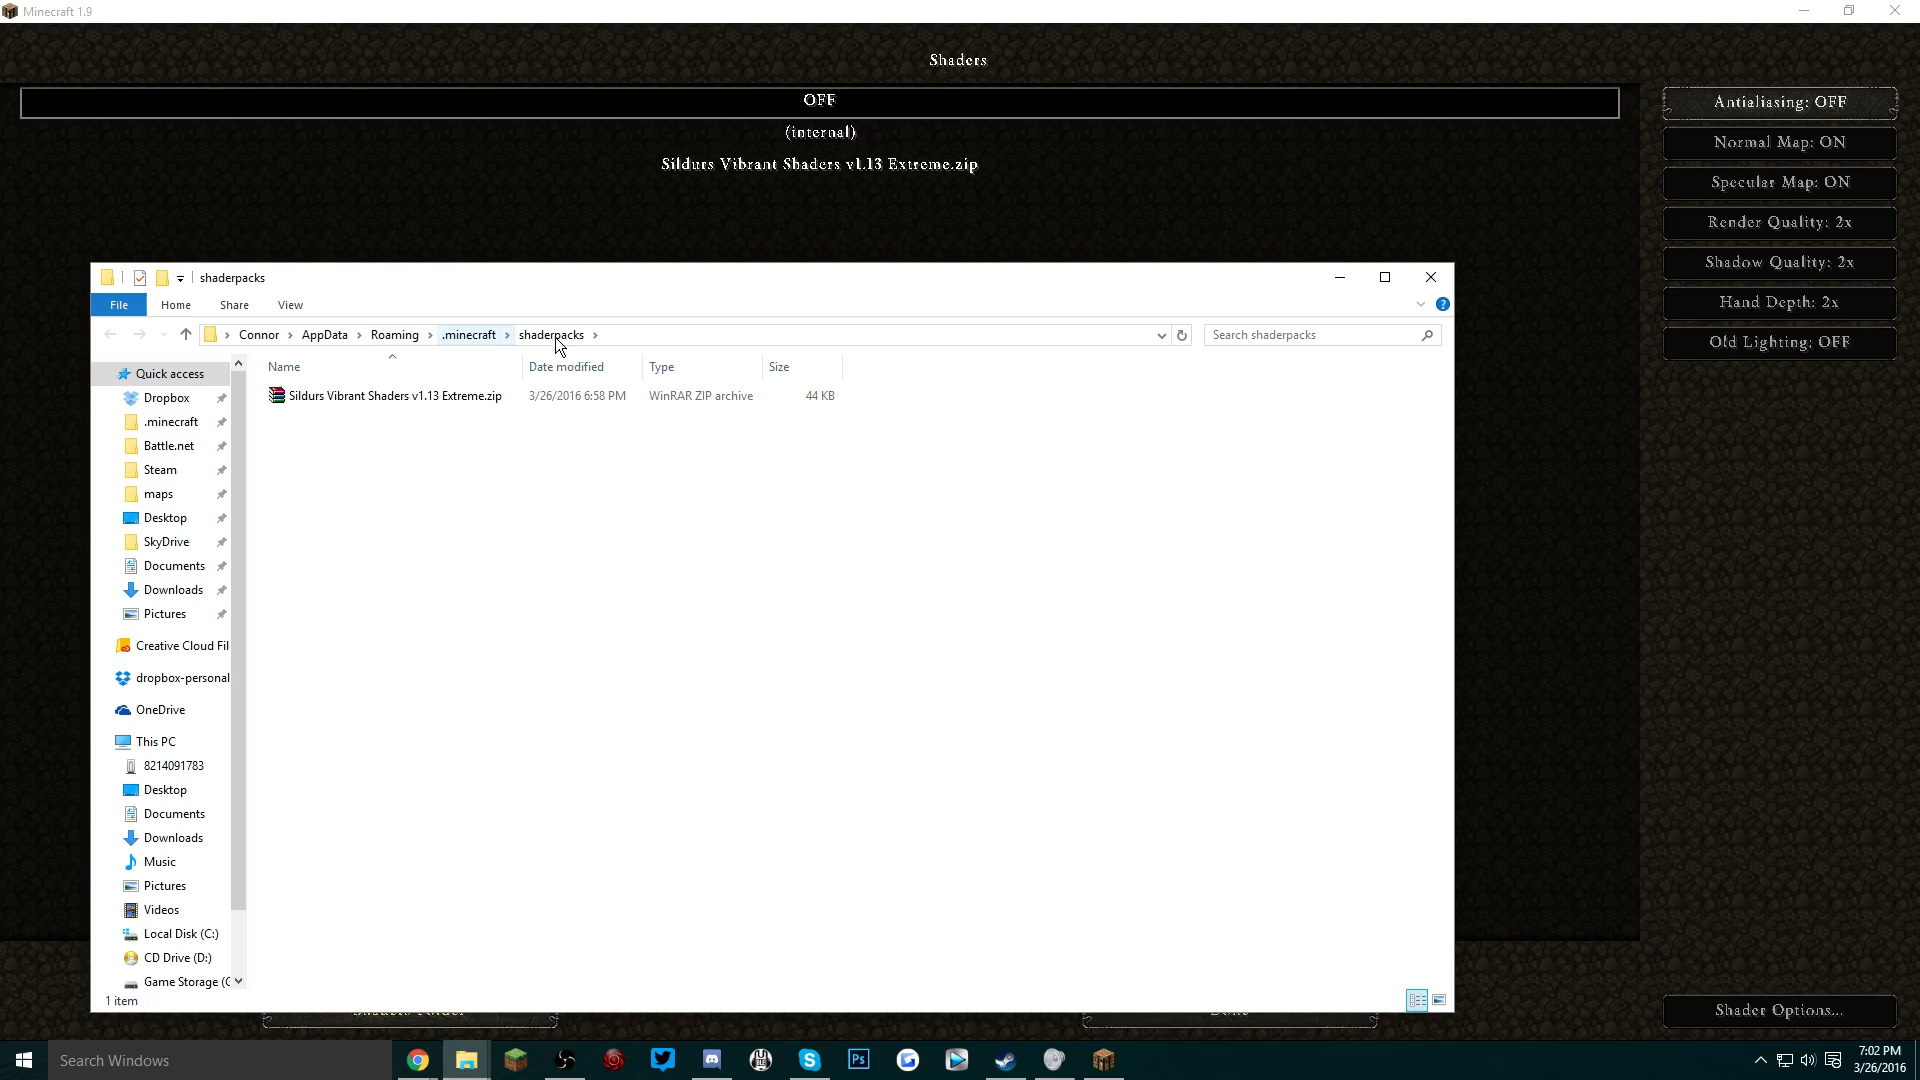 Minecraft 1.9
Shaders
OFF
(internal)
Sildurs Vibrant Shaders v1.13 Extreme.zip
Antialiasing: OFF
Normal Map: ON
Specular Map: ON
Render Quality: 2x
Shadow Quality: 2x
Hand Depth: 2x
Old Lighting: OFF
shaderpacks
File Home Share View
Connor AppData Roaming .minecraft shaderpacks
Search shaderpacks
Name Date modified Type Size
Sildurs Vibrant Shaders v1.13 Extreme.zip 3/26/2016 6:58 PM WinRAR ZIP archive 44 KB
Quick access
Dropbox
.minecraft
Battle.net
Steam
maps
Desktop
SkyDrive
Documents
Downloads
Pictures
Creative Cloud Fil
dropbox-personal
OneDrive
This PC
8214091783
Desktop
Documents
Downloads
Music
Pictures
Videos
Local Disk (C:)
CD Drive (D:)
Game Storage (
1 item
Shader Options...
Search Windows
Ps
7:02 PM
3/26/2016